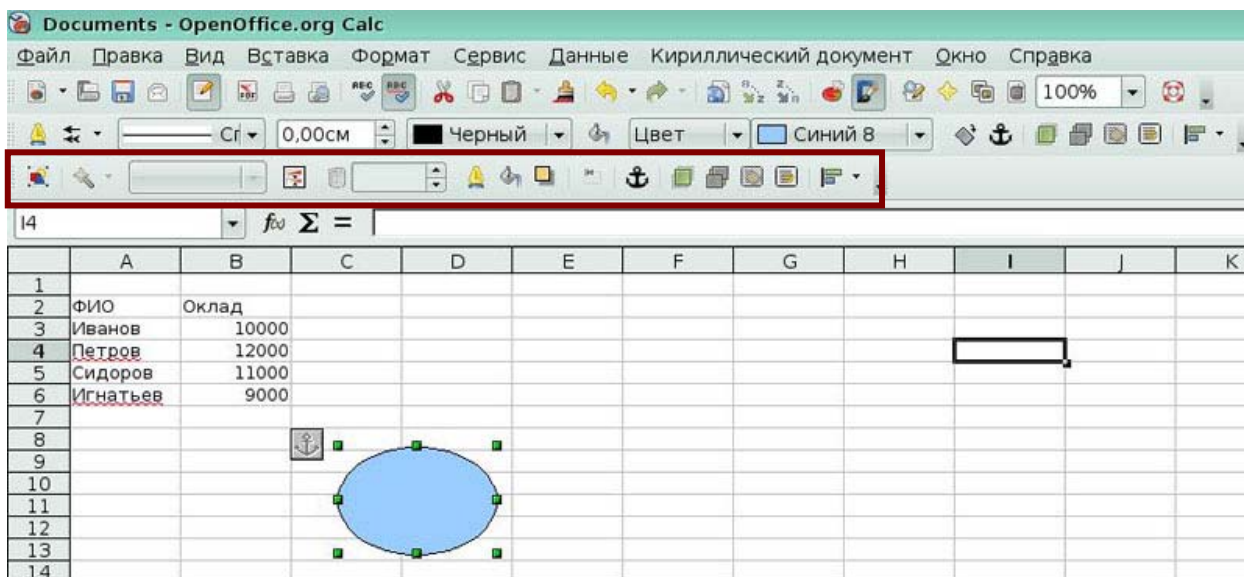 Documents - OpenOffice.org Calc
Файл Правка Вид Вставка Формат Сервис Данные Кириллический документ Окно Справка
100%
0,00см Черный Цвет Синий 8
I4
A B C D E F G H I J K
1
2 ФИО Оклад
3 Иванов 10000
4 Петров 12000
5 Сидоров 11000
6 Игнатьев 9000
7
8
9
10
11
12
13
14